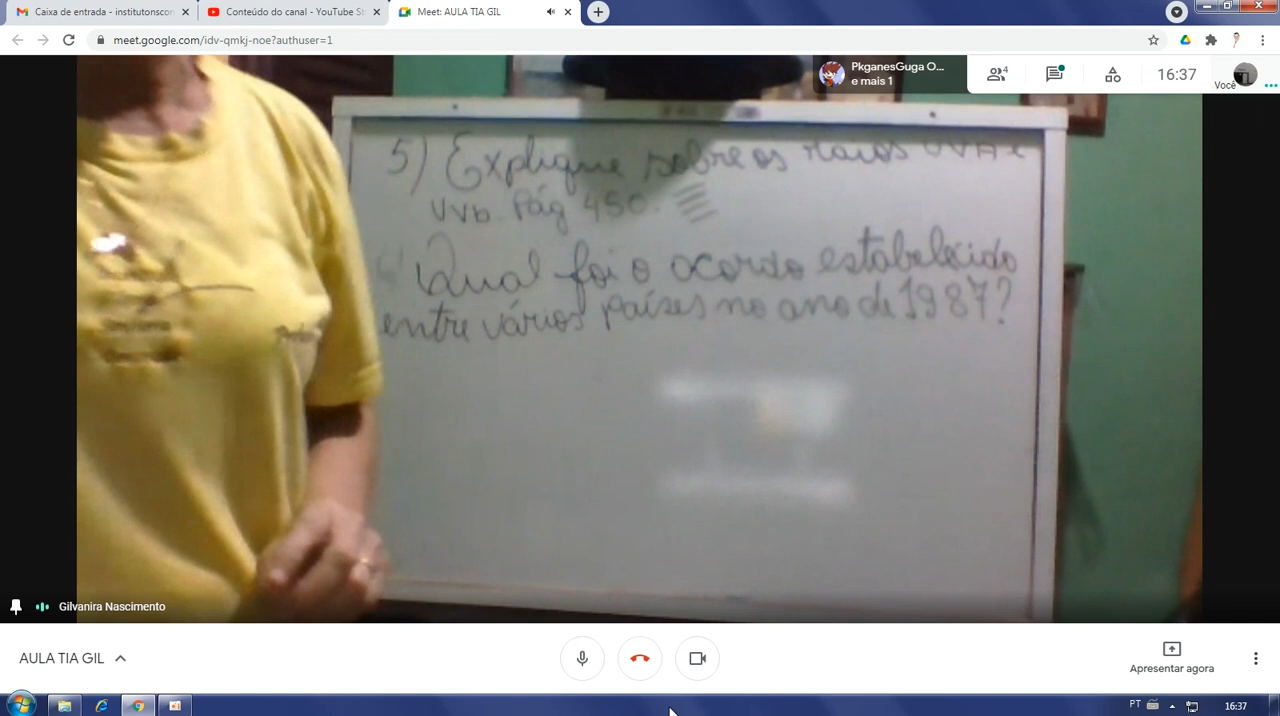 Caixa de entrada - institutonscon
Conteúdo do canal - YouTube St
Meet: AULA TIA GIL
meet.google.com/idv-qmkj-noe?authuser=1
PkganesGuga O...
e mais 1
4
16:37
Você
5) Explique sobre os raios UVA e
UVb. Pág 450.
Qual foi o acordo estabelecido
entre vários países no ano de 1987?
Gilvanira Nascimento
AULA TIA GIL
Apresentar agora
PT
16:37